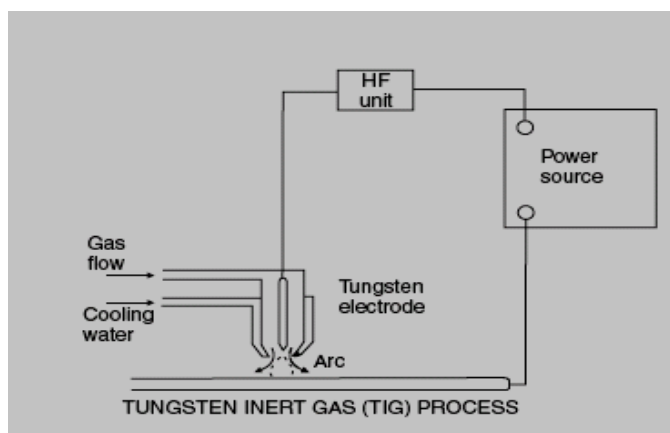 HF
unit
Power
source
Gas
flow
Tungsten
electrode
Cooling
water
Arc
TUNGSTEN INERT GAS (TIG) PROCESS